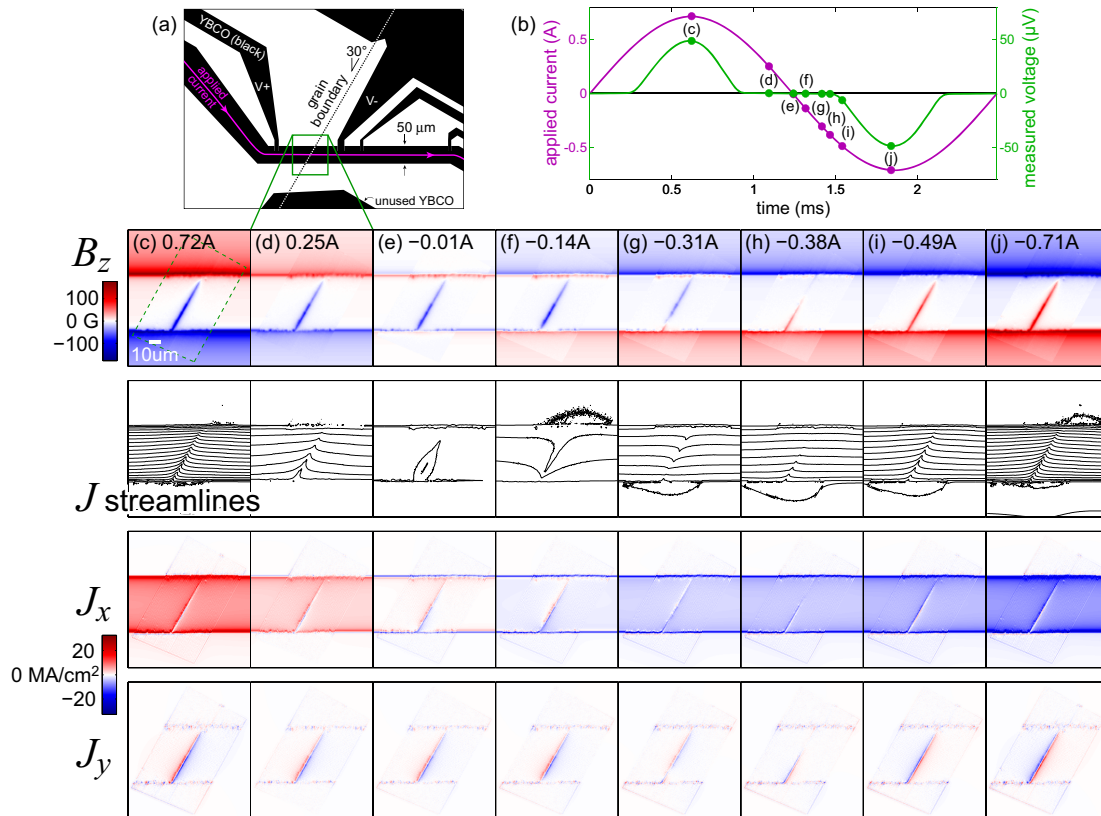 (a)
YBCO (black)
applied
current
V+
30°
grain
boundary
V-
50 μm
unused YBCO
(b)
applied current (A)
0.5
0
-0.5
(c)
(d)
(e)
(f)
(g)
(h)
(i)
(j)
50
0
-50
measured voltage (μV)
0
0.5
1
1.5
2
time (ms)
B_z
100
0 G
−100
(c) 0.72A
(d) 0.25A
(e) −0.01A
(f) −0.14A
(g) −0.31A
(h) −0.38A
(i) −0.49A
(j) −0.71A
10um
J streamlines
J_x
20
0 MA/cm²
−20
J_y